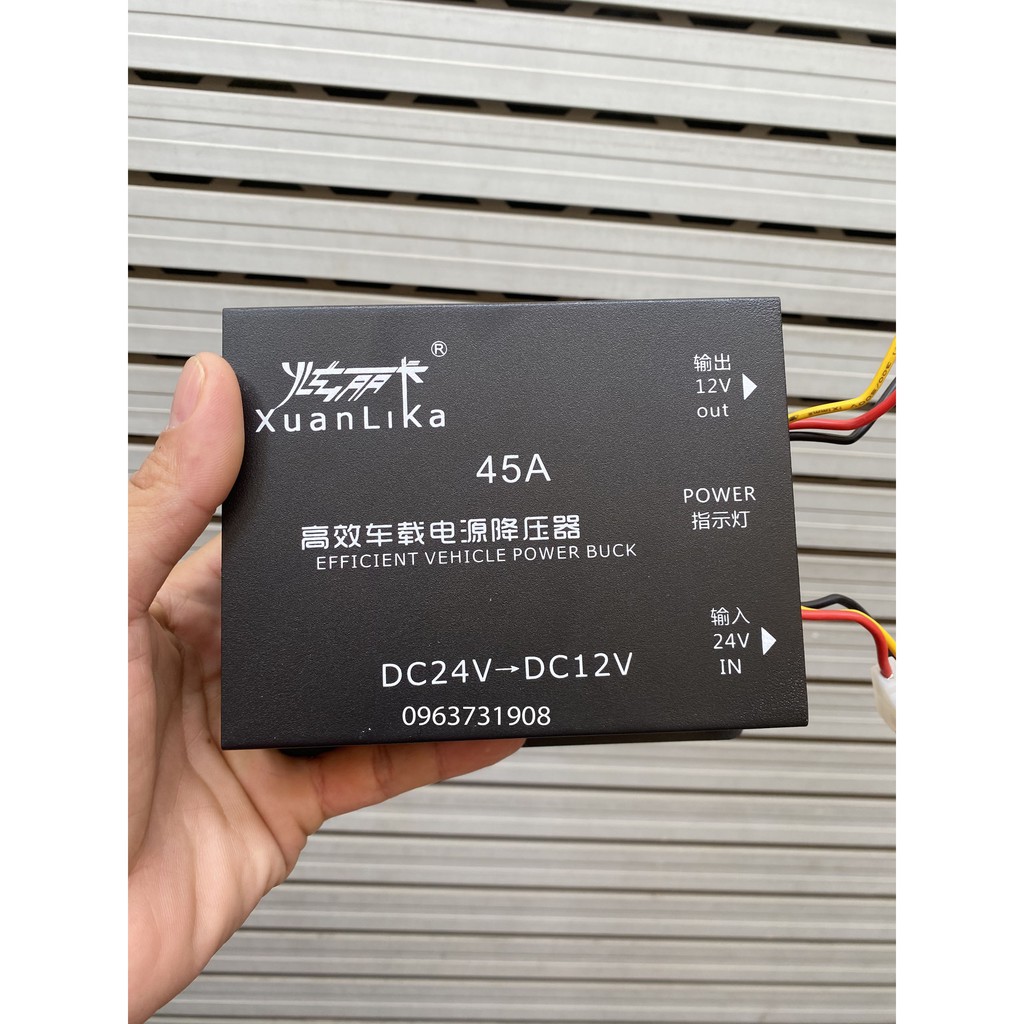 炫丽卡®
XuanLika
45A
高效车载电源降压器
EFFICIENT VEHICLE POWER BUCK
DC24V→DC12V
0963731908
输出
12V
out
POWER
指示灯
输入
24V
IN